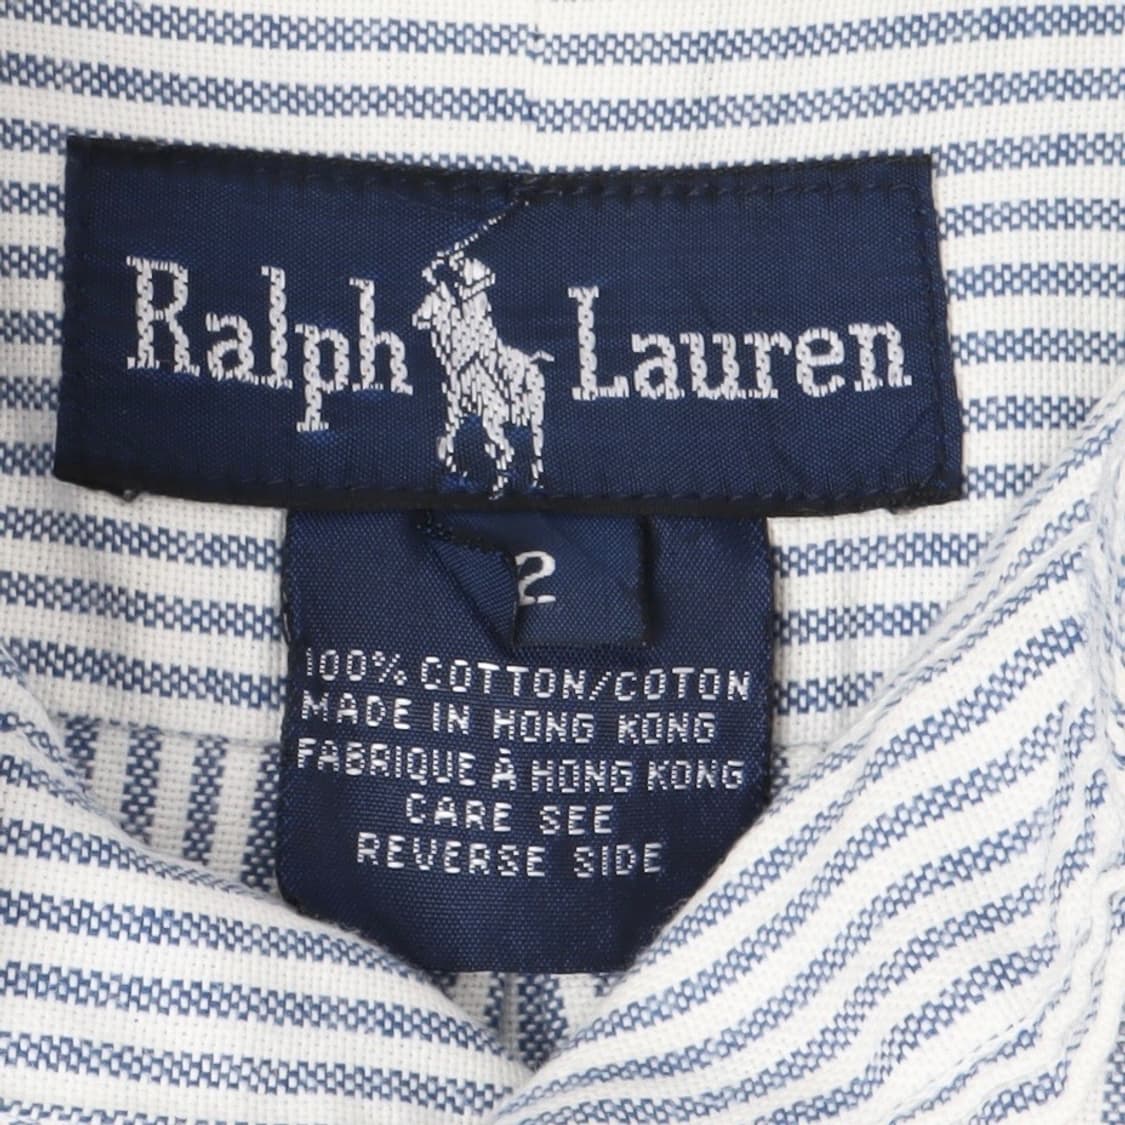 Ralph Lauren
2
100% COTTON/COTON
MADE IN HONG KONG
FABRIQUE À HONG KONG
CARE SEE
REVERSE SIDE